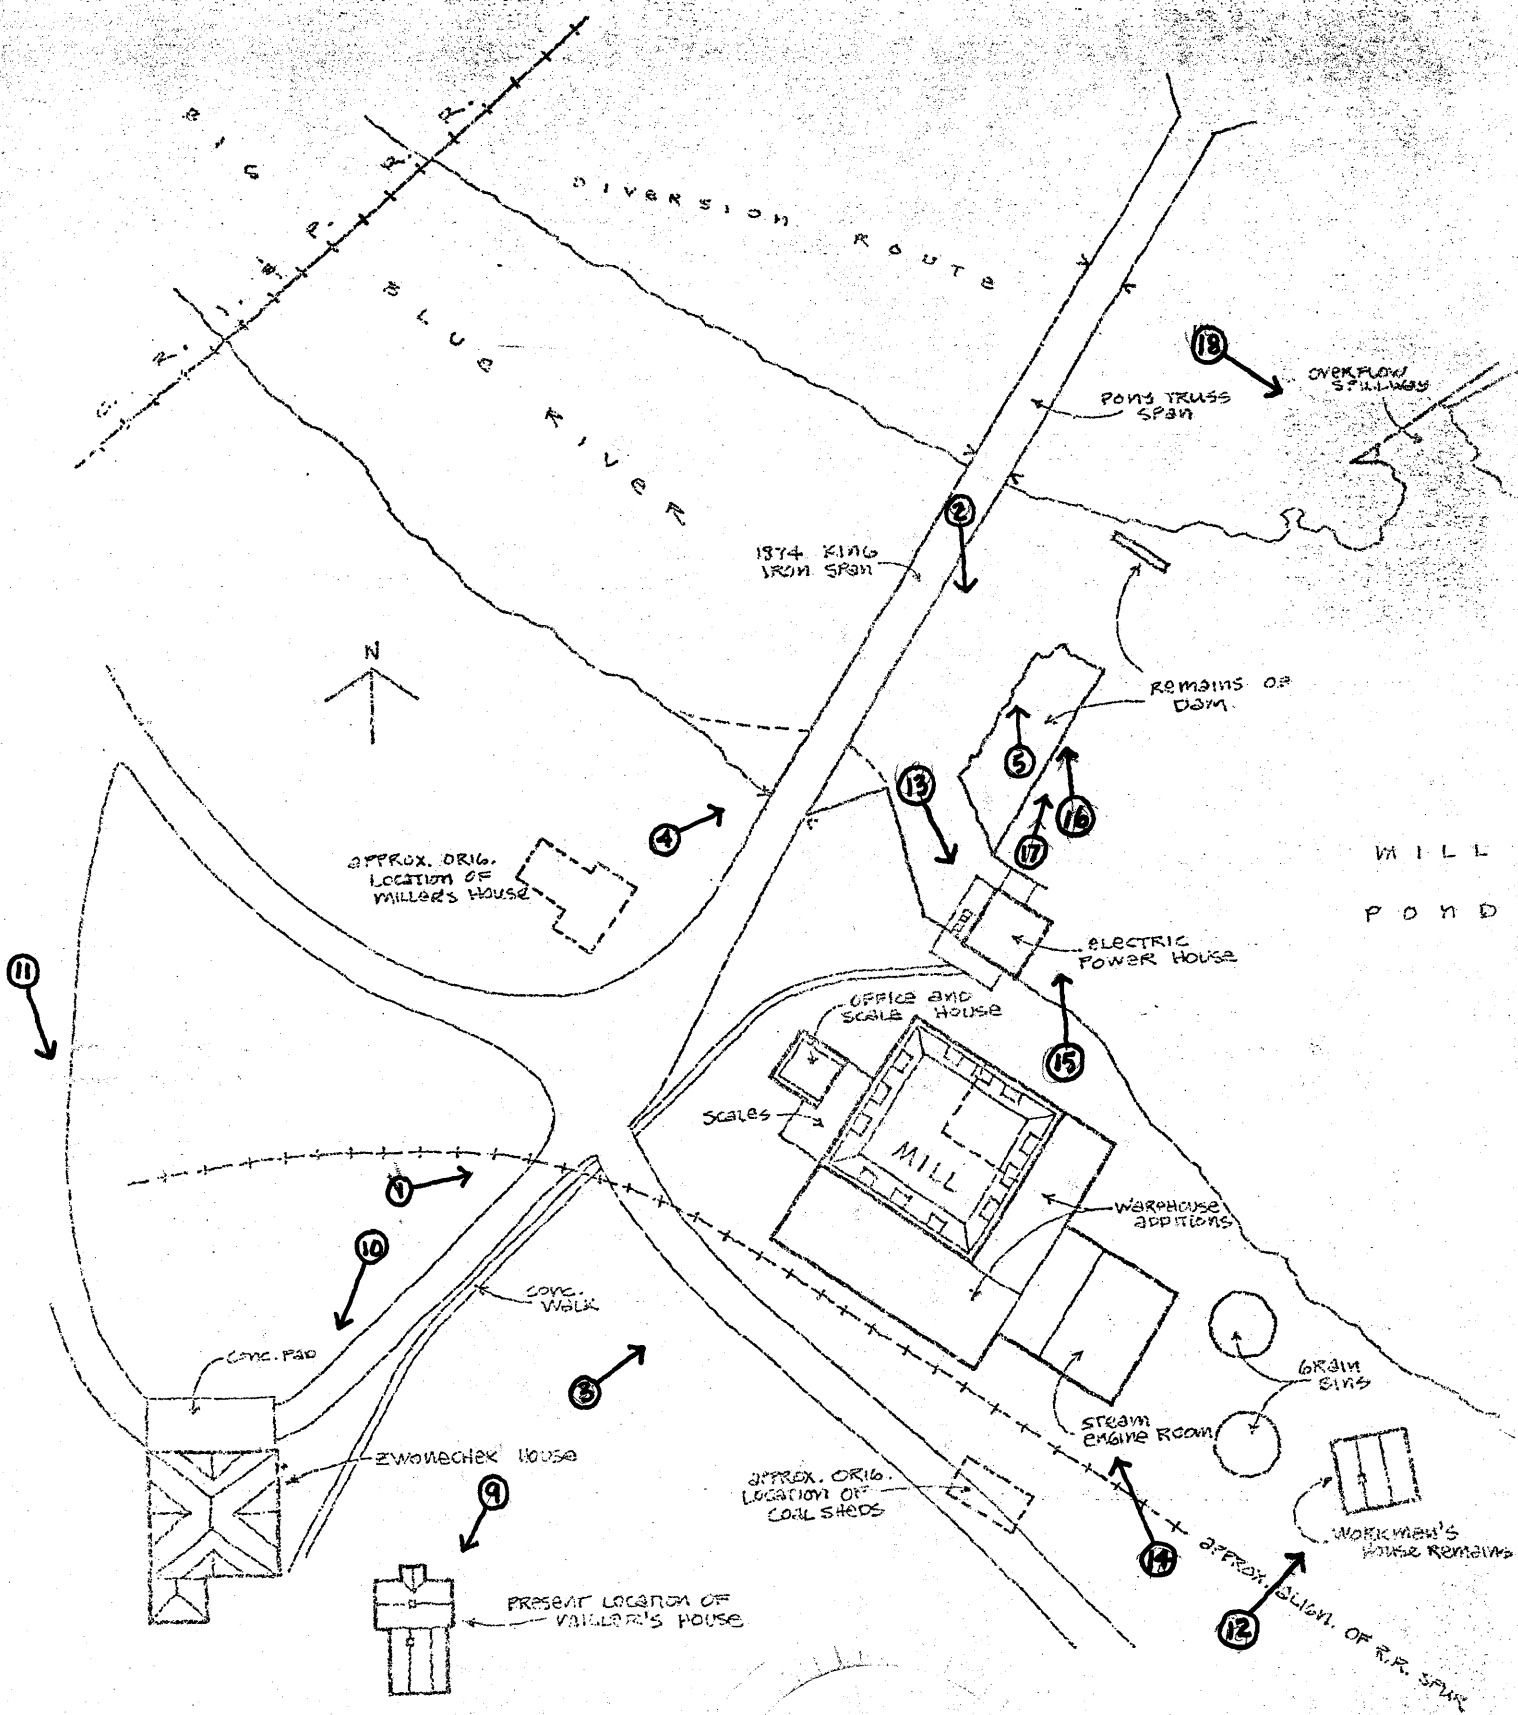 BIG BLUE RIVER
DIVERSION ROUTE
C. R. I. & P. R. R.
18
OVERFLOW
SPILLWAY
PONY TRUSS
SPAN
2
1874 KING
IRON SPAN
N
REMAINS OF
DAM
5
13
16
17
4
MILL
POND
APPROX. ORIG.
LOCATION OF
MILLER'S HOUSE
11
ELECTRIC
POWER HOUSE
OFFICE AND
SCALE HOUSE
15
SCALES
MILL
1
WAREHOUSE
ADDITIONS
10
CONC.
WALK
CONC. PAD
3
GRAIN
BINS
STEAM
ENGINE ROOM
ZWONECHEK HOUSE
9
APPROX. ORIG.
LOCATION OF
COAL SHEDS
14
WORKMEN'S
HOUSE REMAINS
12
APPROX. ALIGN. OF R.R. SPUR
PRESENT LOCATION OF
MILLER'S HOUSE